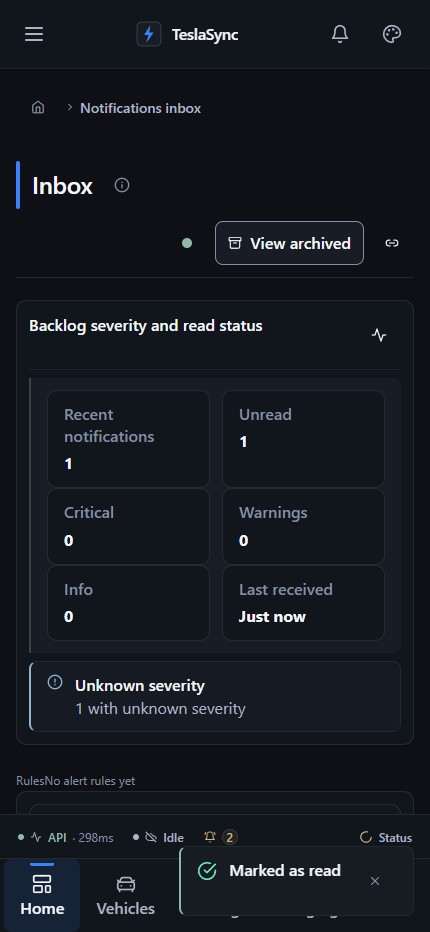 TeslaSync
Notifications inbox
Inbox
View archived
Backlog severity and read status
Recent notifications
1
Unread
1
Critical
0
Warnings
0
Info
0
Last received
Just now
Unknown severity
1 with unknown severity
RulesNo alert rules yet
API · 298ms
Idle
2
Status
Marked as read
Home
Vehicles